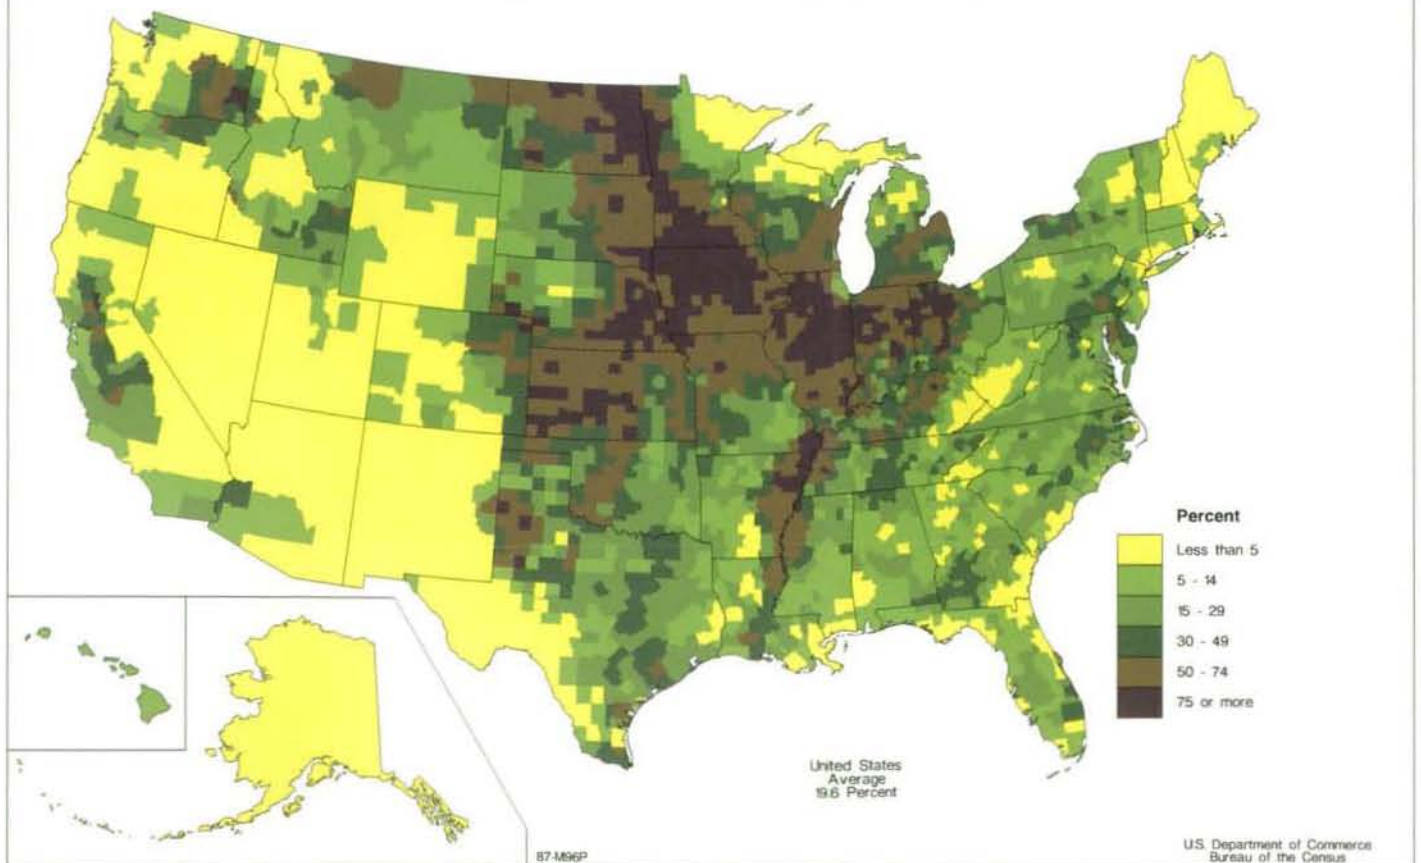 Percent
Less than 5
5 - 14
15 - 29
30 - 49
50 - 74
75 or more
United States
Average
19.6 Percent
87-M96P
U.S. Department of Commerce
Bureau of the Census